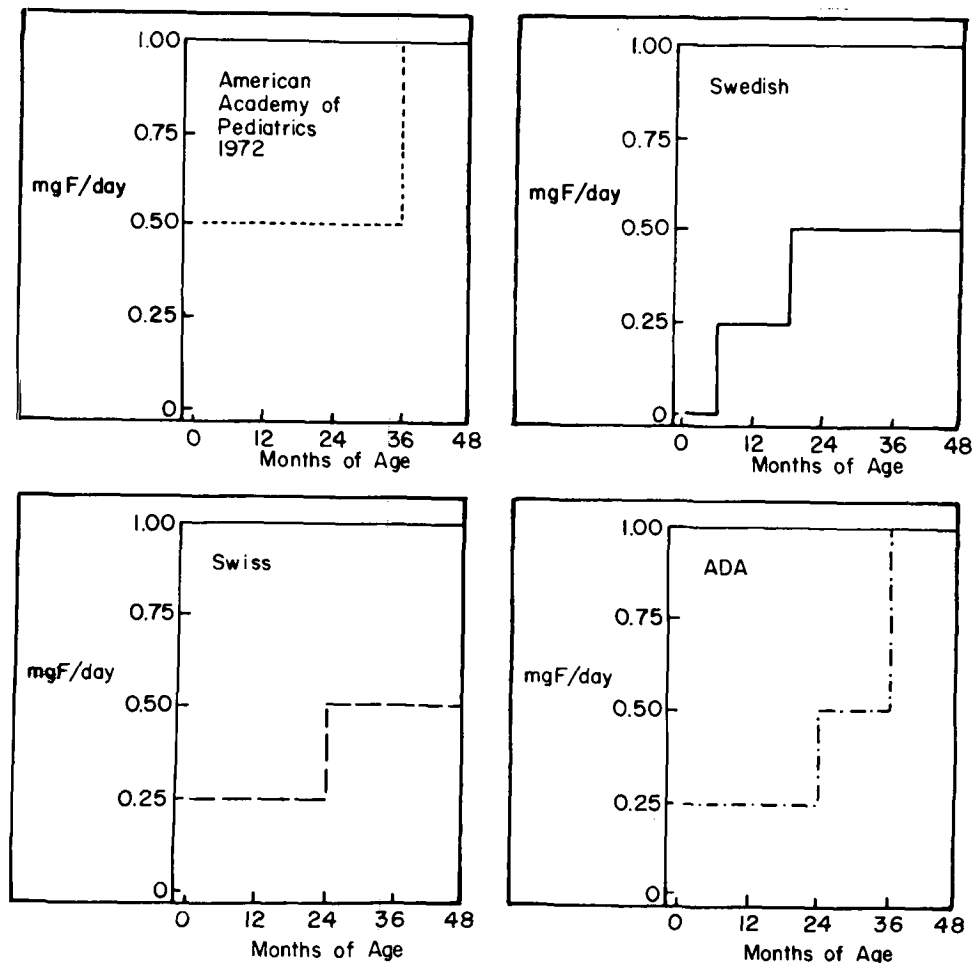 1.00
American
Academy of
Pediatrics
1972
0.75
mgF/day
0.50
0.25
0
0 12 24 36 48
Months of Age
1.00
Swedish
0.75
mgF/day
0.50
0.25
0
0 12 24 36 48
Months of Age
1.00
Swiss
0.75
mgF/day
0.50
0.25
0
0 12 24 36 48
Months of Age
1.00
ADA
0.75
mgF/day
0.50
0.25
0
0 12 24 36 48
Months of Age